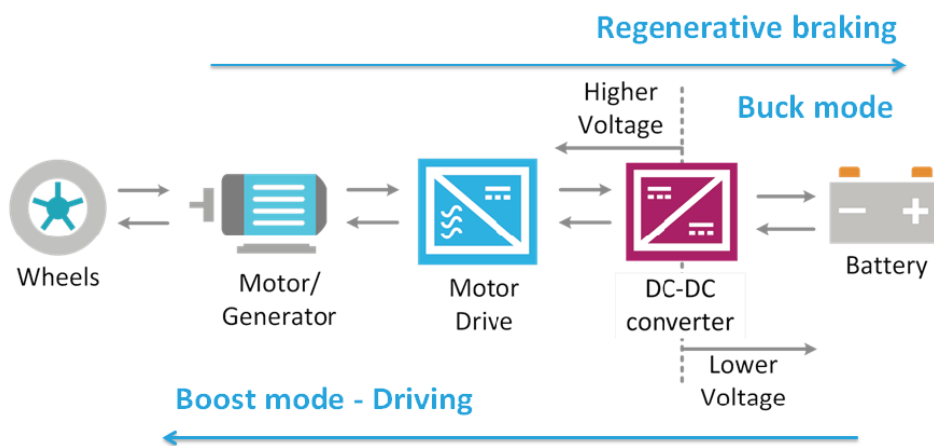 Regenerative braking
Higher
Voltage
Buck mode
Wheels
Motor/
Generator
Motor
Drive
DC-DC
converter
Battery
Lower
Voltage
Boost mode - Driving